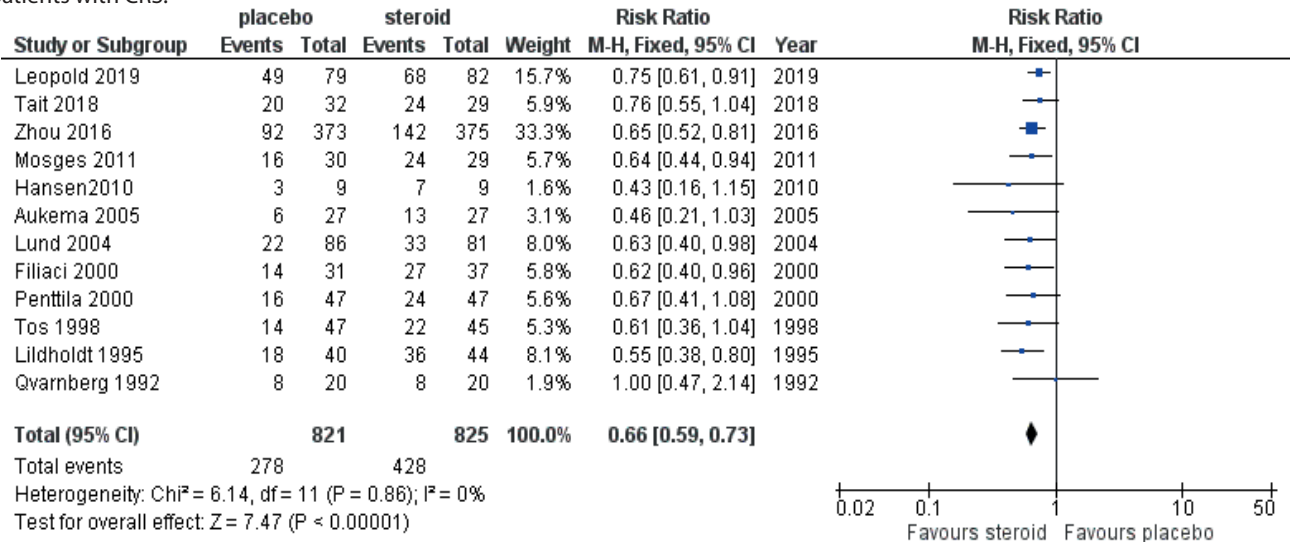 patients with CRS.
placebo steroid Risk Ratio Risk Ratio
Study or Subgroup Events Total Events Total Weight M-H, Fixed, 95% CI Year M-H, Fixed, 95% CI
Leopold 2019 49 79 68 82 15.7% 0.75 [0.61, 0.91] 2019
Tait 2018 20 32 24 29 5.9% 0.76 [0.55, 1.04] 2018
Zhou 2016 92 373 142 375 33.3% 0.65 [0.52, 0.81] 2016
Mosges 2011 16 30 24 29 5.7% 0.64 [0.44, 0.94] 2011
Hansen2010 3 9 7 9 1.6% 0.43 [0.16, 1.15] 2010
Aukema 2005 6 27 13 27 3.1% 0.46 [0.21, 1.03] 2005
Lund 2004 22 86 33 81 8.0% 0.63 [0.40, 0.98] 2004
Filiaci 2000 14 31 27 37 5.8% 0.62 [0.40, 0.96] 2000
Penttila 2000 16 47 24 47 5.6% 0.67 [0.41, 1.08] 2000
Tos 1998 14 47 22 45 5.3% 0.61 [0.36, 1.04] 1998
Lildholdt 1995 18 40 36 44 8.1% 0.55 [0.38, 0.80] 1995
Qvarnberg 1992 8 20 8 20 1.9% 1.00 [0.47, 2.14] 1992
Total (95% CI) 821 825 100.0% 0.66 [0.59, 0.73]
Total events 278 428
Heterogeneity: Chi² = 6.14, df = 11 (P = 0.86); I² = 0%
Test for overall effect: Z = 7.47 (P < 0.00001)
0.02 0.1 1 10 50
Favours steroid Favours placebo